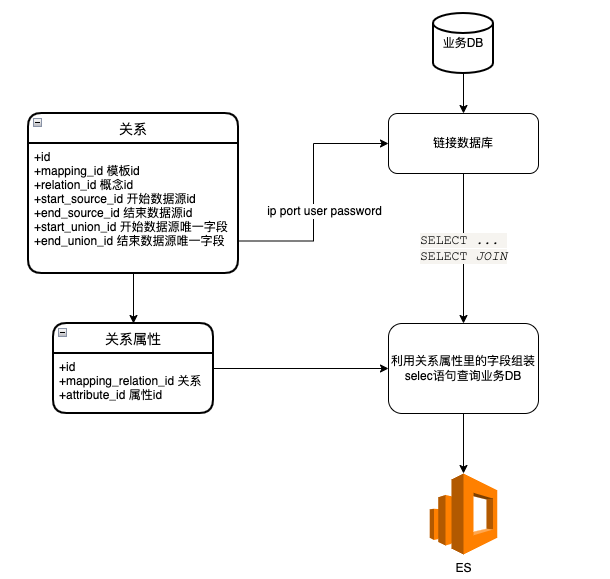 业务DB
关系
+id
+mapping_id 模板id
+relation_id 概念id
+start_source_id 开始数据源id
+end_source_id 结束数据源id
+start_union_id 开始数据源唯一字段
+end_union_id 结束数据源唯一字段
链接数据库
ip port user password
SELECT ...
SELECT JOIN
关系属性
+id
+mapping_relation_id 关系
+attribute_id 属性id
利用关系属性里的字段组装
selec语句查询业务DB
ES